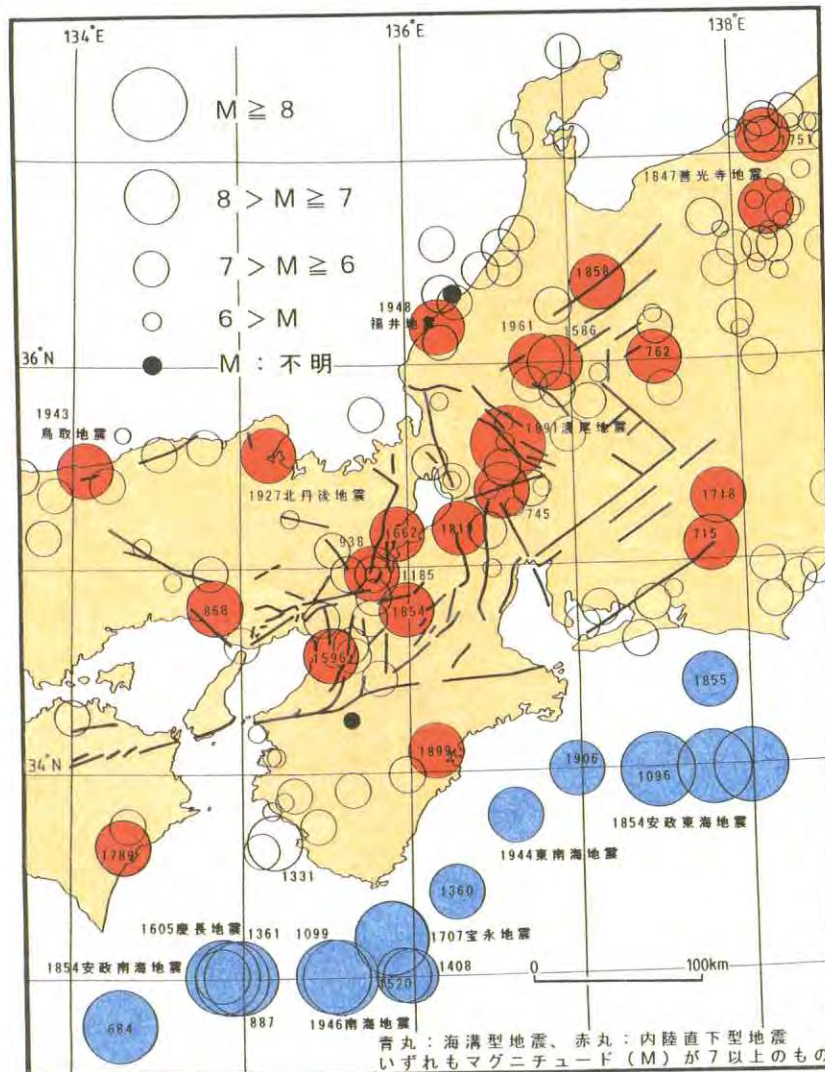 134°E
136°E
138°E
M ≧ 8
8 > M ≧ 7
7 > M ≧ 6
6 > M
M : 不明
1751
1847善光寺地震
1858
1948
福井地震
1961
1586
762
36°N
1943
鳥取地震
1891濃尾地震
1927北丹後地震
745
1718
715
1662
1819
938
1185
868
1854
1596
1855
34°N
1899
1906
1096
1854安政東海地震
1944東南海地震
1789
1331
1360
1605慶長地震
1361
1099
1707宝永地震
1854安政南海地震
1520
1408
0
100km
684
887
1946南海地震
青丸:海溝型地震、赤丸:内陸直下型地震
いずれもマグニチュード(M)が7以上のもの